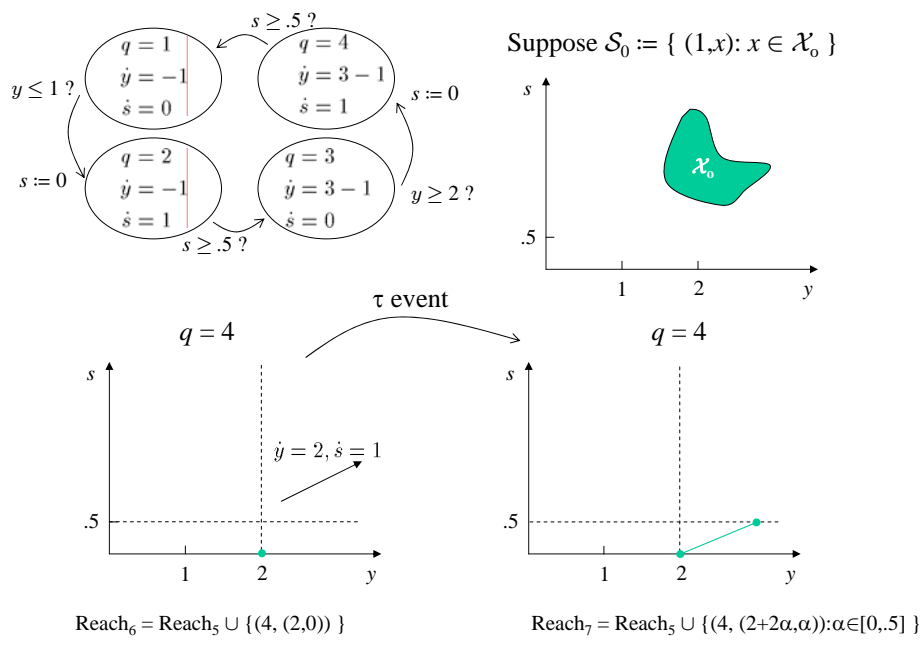 s ≥ .5 ?
q = 1
ẏ = −1
ṡ = 0
q = 4
ẏ = 3 − 1
ṡ = 1
y ≤ 1 ?
s := 0
q = 2
ẏ = −1
ṡ = 1
q = 3
ẏ = 3 − 1
ṡ = 0
s := 0
y ≥ 2 ?
s ≥ .5 ?
Suppose 𝒮₀ := { (1,x): x ∈ 𝒳ₒ }
s
𝒳ₒ
.5
1 2 y
τ event
q = 4
s
ẏ = 2, ṡ = 1
.5
1 2 y
Reach₆ = Reach₅ ∪ {(4, (2,0)) }
q = 4
s
.5
1 2 y
Reach₇ = Reach₅ ∪ {(4, (2+2α,α)):α∈[0,.5] }